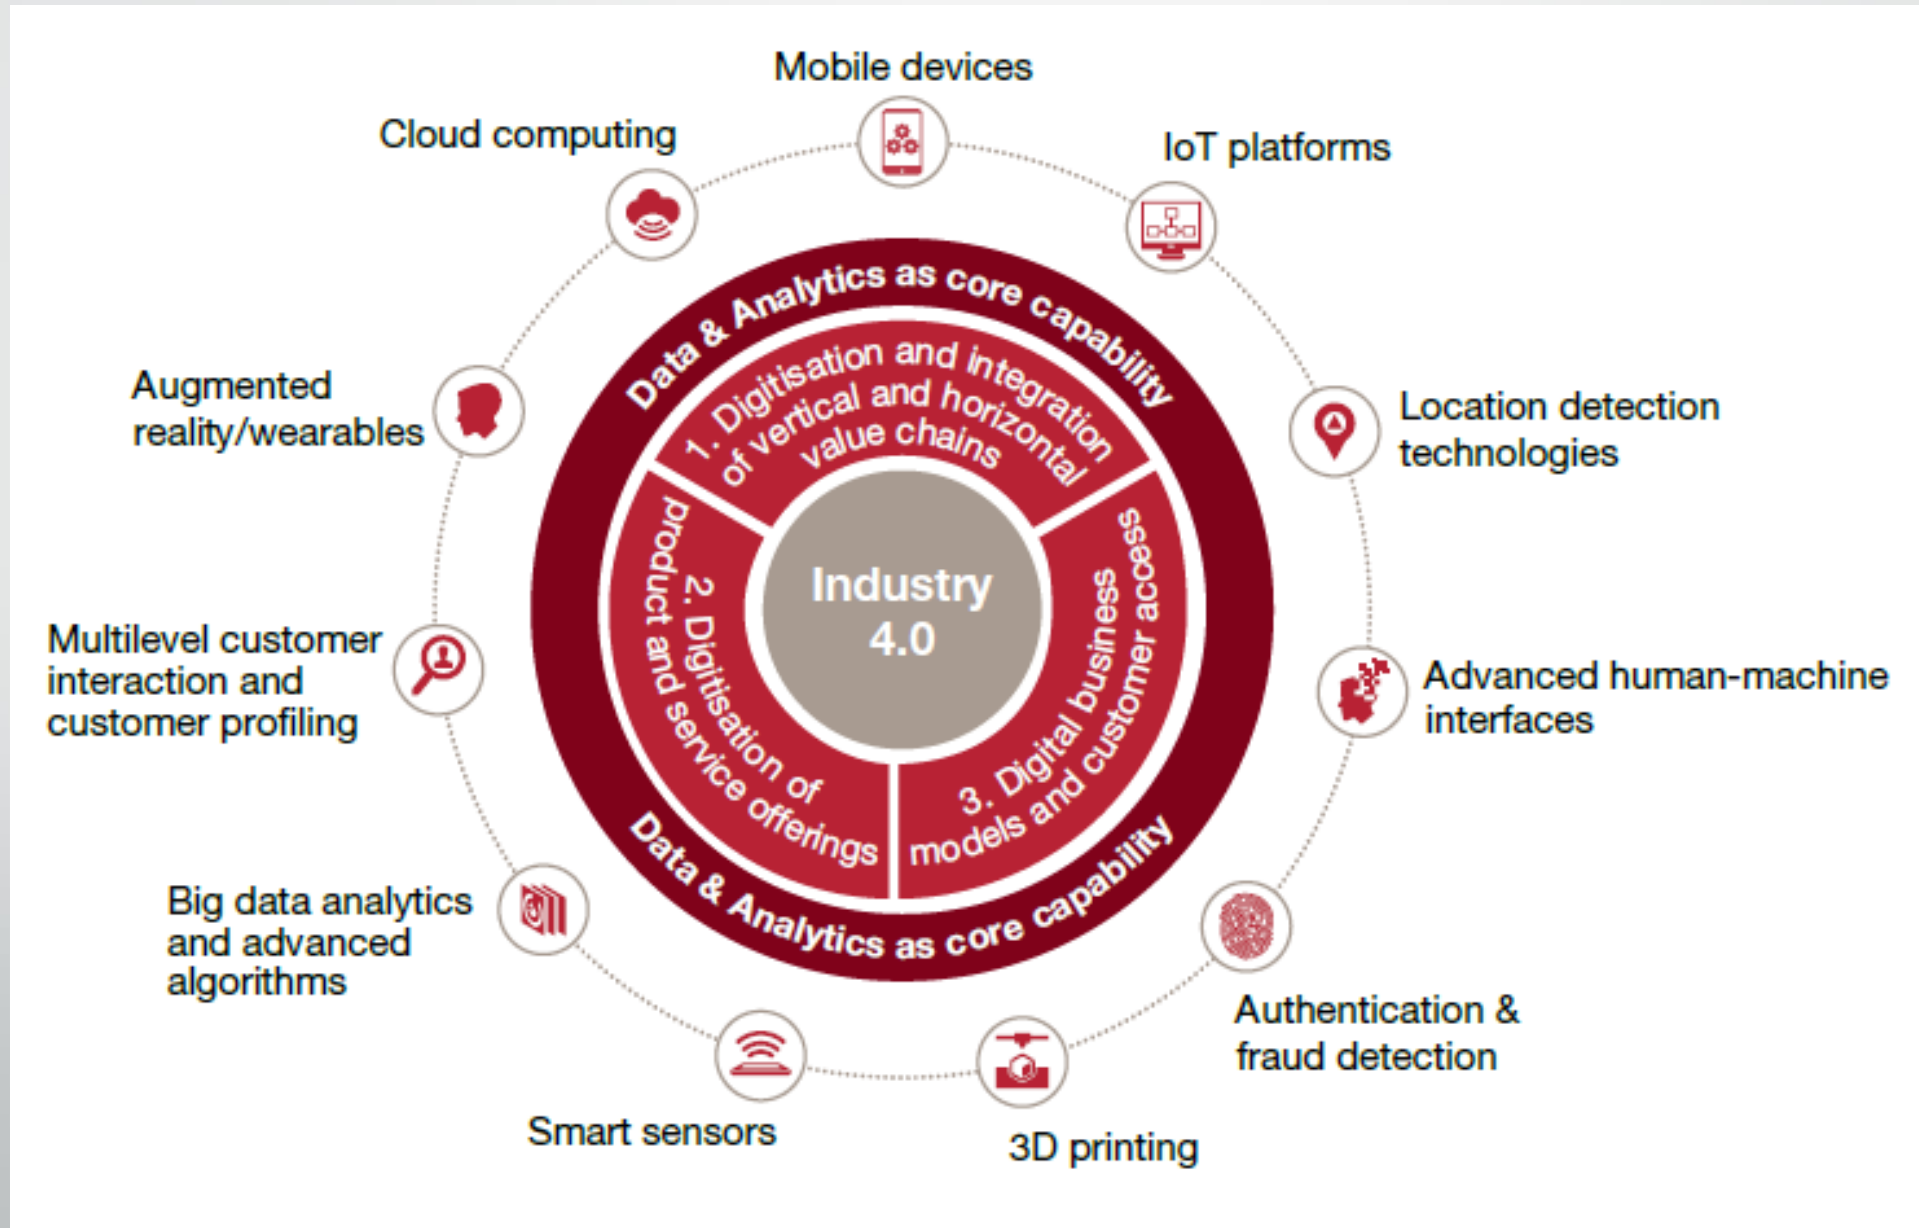 Mobile devices
Cloud computing
IoT platforms
Data & Analytics as core capability
1. Digitisation and integration
of vertical and horizontal
value chains
Augmented
reality/wearables
Location detection
technologies
Industry
4.0
2. Digitisation of
product and service offerings
3. Digital business
models and customer access
Multilevel customer
interaction and
customer profiling
Advanced human-machine
interfaces
Data & Analytics as core capability
Big data analytics
and advanced
algorithms
Authentication &
fraud detection
Smart sensors
3D printing